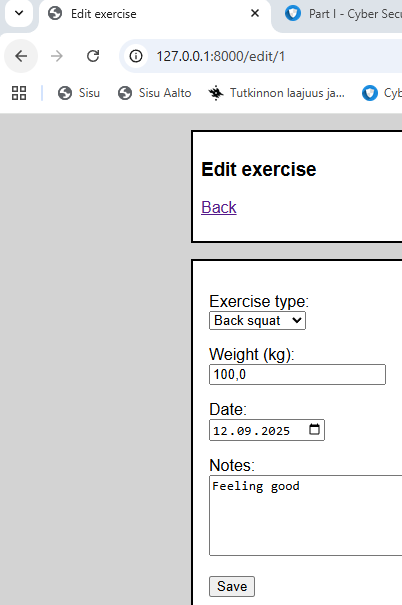 Edit exercise
Part I - Cyber Secu
127.0.0.1:8000/edit/1
Sisu
Sisu Aalto
Tutkinnon laajuus ja...
Cyb
Edit exercise
Back
Exercise type:
Back squat
Weight (kg):
100,0
Date:
12.09.2025
Notes:
Feeling good
Save